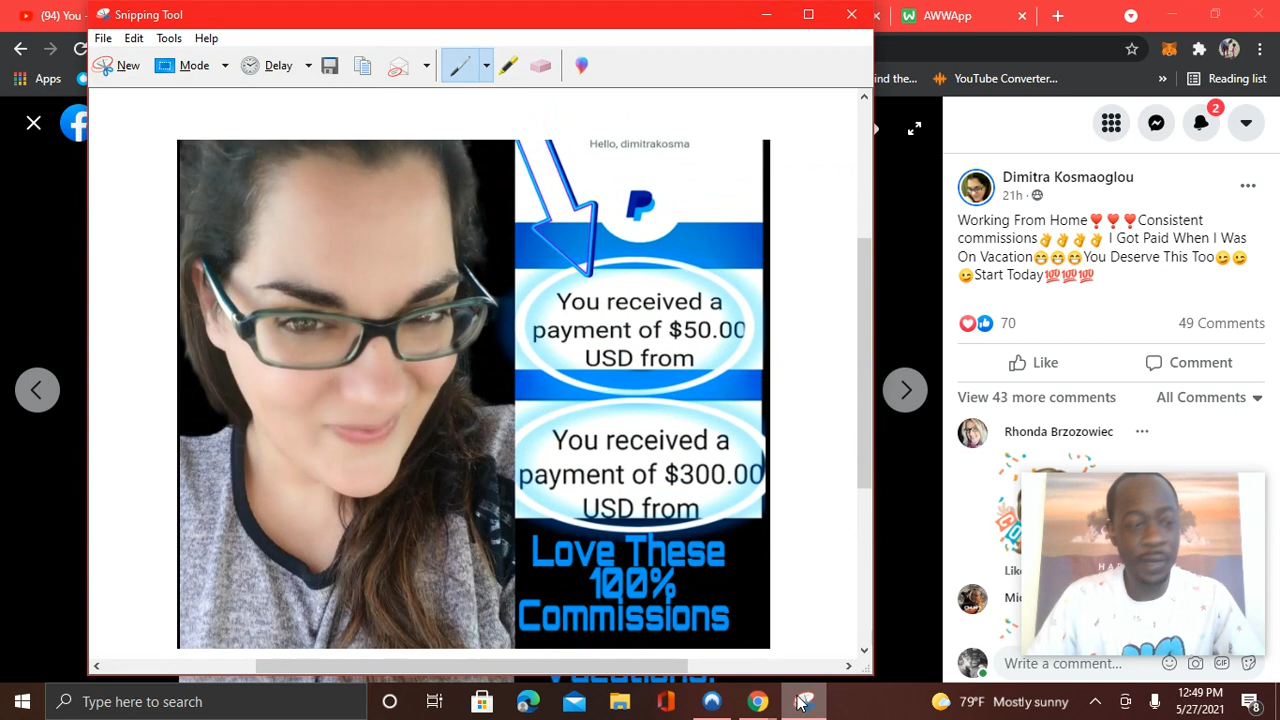 (94) You
AWWApp
Snipping Tool
File Edit Tools Help
New Mode Delay
Apps
YouTube Converter...
Reading list
Hello, dimitrakosma
You received a
payment of $50.00
USD from
You received a
payment of $300.00
USD from
Love These
100%
Commissions
2
Dimitra Kosmaoglou
21h
Working From Home❣️❣️❣️Consistent
commissions👌👌👌👌 I Got Paid When I Was
On Vacation😁😁😁You Deserve This Too😉😉
😉Start Today💯💯💯
70
49 Comments
Like Comment
View 43 more comments
All Comments
Rhonda Brzozowiec
Write a comment...
Type here to search
79°F Mostly sunny
12:49 PM
5/27/2021
8